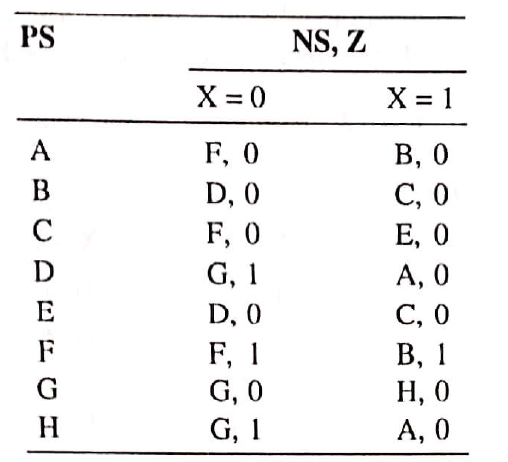 PS NS, Z
X = 0 X = 1
A F, 0 B, 0
B D, 0 C, 0
C F, 0 E, 0
D G, 1 A, 0
E D, 0 C, 0
F F, 1 B, 1
G G, 0 H, 0
H G, 1 A, 0